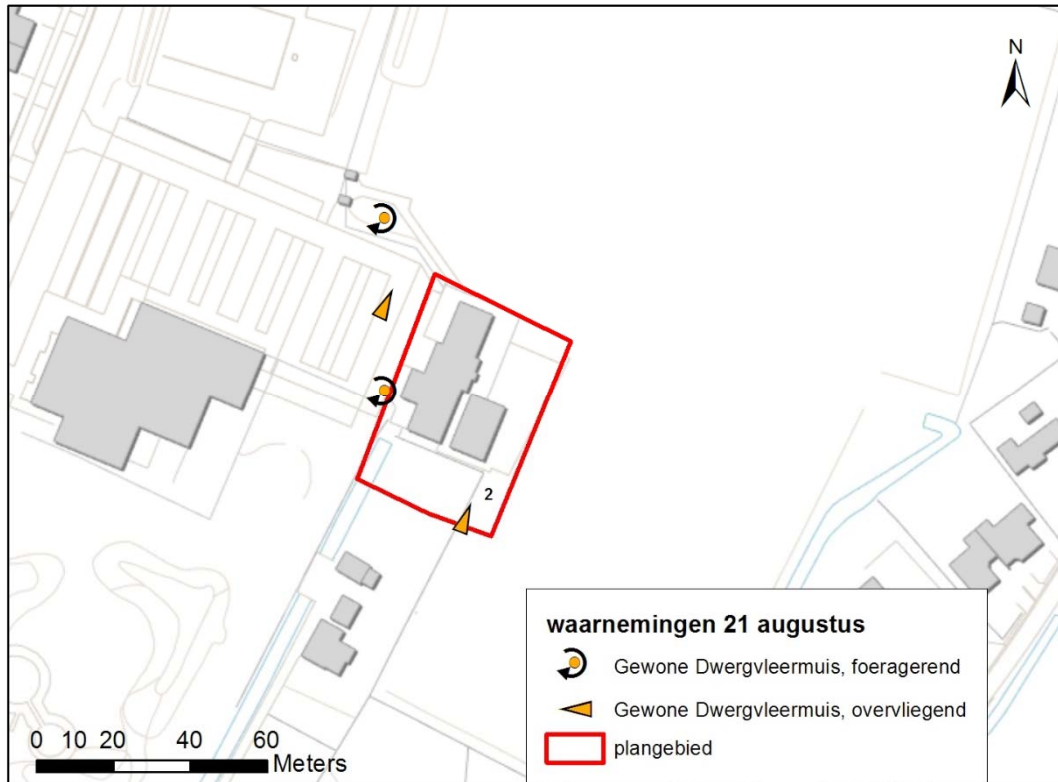 N
2
waarnemingen 21 augustus
Gewone Dwergvleermuis, foeragerend
Gewone Dwergvleermuis, overvliegend
plangebied
0 10 20 40 60
Meters